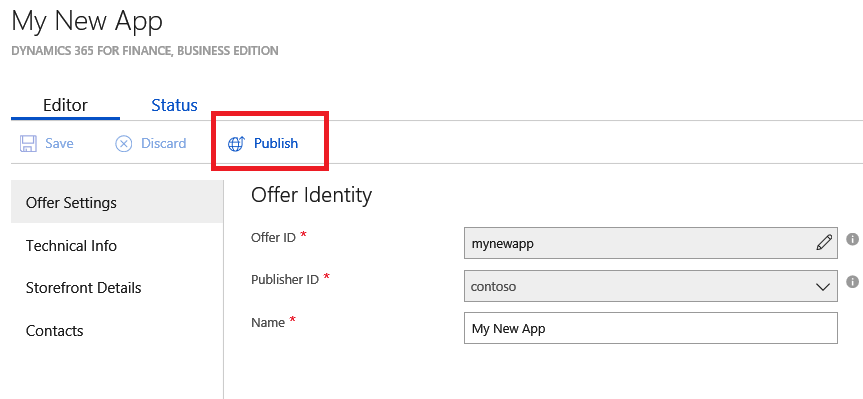 My New App
DYNAMICS 365 FOR FINANCE, BUSINESS EDITION
Editor Status
Save Discard Publish
Offer Settings
Technical Info
Storefront Details
Contacts
Offer Identity
Offer ID * mynewapp
Publisher ID * contoso
Name * My New App